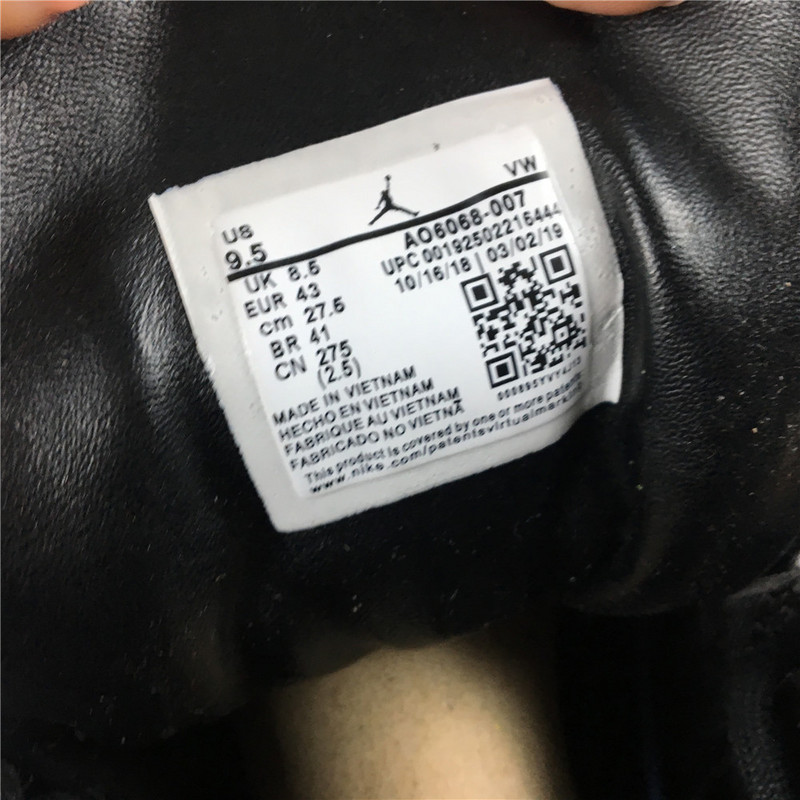 VW
US
9.5
AO6068-007
UPC 00192502216444
10/16/18 | 03/02/19
UK 8.5
EUR 43
cm 27.5
BR 41
CN 275
(2.5)
MADE IN VIETNAM
HECHO EN VIETNAM
FABRIQUE AU VIETNAM
FABRICADO NO VIETNÃ
This product is covered by one or more patents
www.nike.com/patentsvirtualmarking